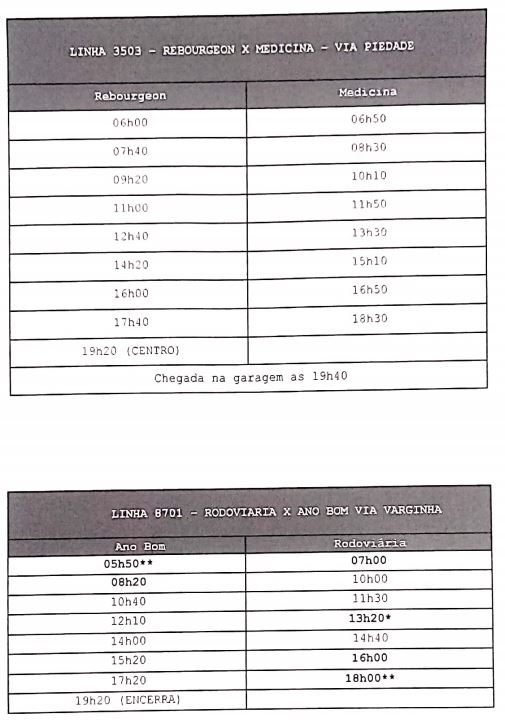 LINHA 3503 - REBOURGEON X MEDICINA - VIA PIEDADE
Rebourgeon Medicina
06h00 06h50
07h40 08h30
09h20 10h10
11h00 11h50
12h40 13h30
14h20 15h10
16h00 16h50
17h40 18h30
19h20 (CENTRO)
Chegada na garagem as 19h40
LINHA 8701 - RODOVIARIA X ANO BOM VIA VARGINHA
Ano Bom Rodoviária
05h50** 07h00
08h20 10h00
10h40 11h30
12h10 13h20*
14h00 14h40
15h20 16h00
17h20 18h00**
19h20 (ENCERRA)